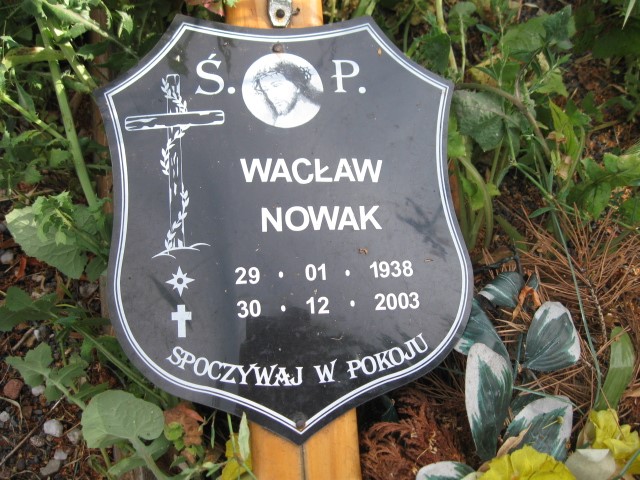 Ś. P.
WACŁAW
NOWAK
29 · 01 · 1938
30 · 12 · 2003
SPOCZYWAJ W POKOJU